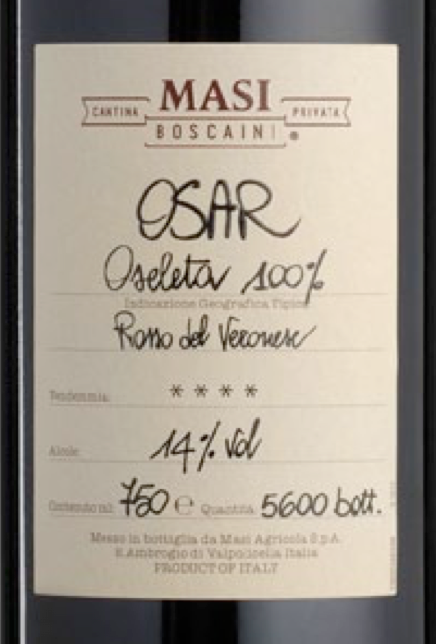 MASI
CANTINA PRIVATA
BOSCAINI ®
OSAR
Oseleta 100%
Indicazione Geografica Tipica
Rosso del Veronese
Vendemmia: ****
Alcole: 14% vol
Contenuto ml: 750 e Quantità: 5600 bott.
Messo in bottiglia da Masi Agricola S.p.A.
S.Ambrogio di Valpolicella Italia
PRODUCT OF ITALY